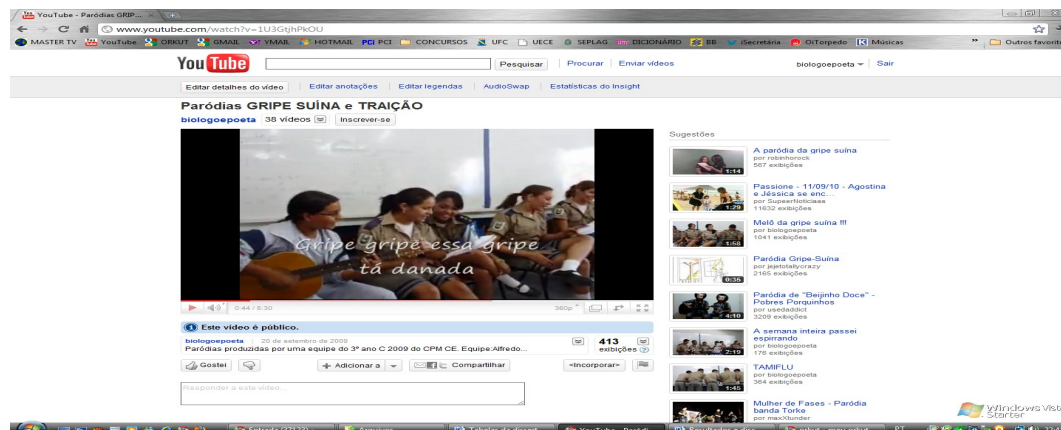 YouTube - Paródias GRIP...
www.youtube.com/watch?v=1U3GtjhPkOU
MASTER TV YouTube ORKUT GMAIL YMAIL HOTMAIL PCI PCI CONCURSOS UFC UECE SEPLAG DICIONÁRIO BB iSecretária OiTorpedo Músicas » Outros favorit
YouTube Pesquisar Procurar Enviar vídeos biologoepoeta Sair
Editar detalhes do vídeo Editar anotações Editar legendas AudioSwap Estatísticas do Insight
Paródias GRIPE SUÍNA e TRAIÇÃO
biologoepoeta 38 vídeos Inscrever-se
Gripe gripe essa gripe
tá danada
0:44 / 8:30 360p
Este vídeo é público.
biologoepoeta 20 de setembro de 2009
Paródias produzidas por uma equipe do 3º ano C 2009 do CPM CE. Equipe:Alfredo...
413
exibições
Gostei Adicionar a Compartilhar <Incorporar>
Responder a este vídeo...
Sugestões
A paródia da gripe suína
por robinhorock
567 exibições
1:14
Passione - 11/09/10 - Agostina
e Jéssica se enc...
por SuperNoticiass
11632 exibições
1:29
Melô da gripe suína !!!
por biologoepoeta
1041 exibições
1:58
Paródia Gripe-Suína
por jejetotallycrazy
2165 exibições
0:35
Paródia de "Beijinho Doce" -
Pobres Porquinhos
por usedaddict
3209 exibições
4:10
A semana inteira passei
espirrando
por biologoepoeta
176 exibições
2:19
TAMIFLU
por biologoepoeta
364 exibições
1:45
Mulher de Fases - Paródia
banda Torke
por maxXtunder
Windows Vist
Starter
PT